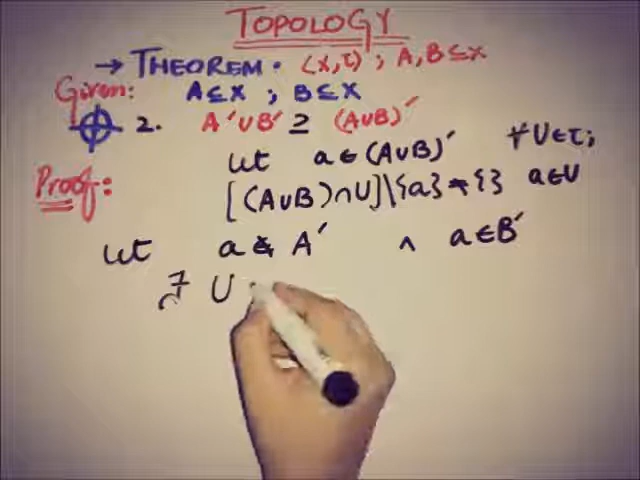 TOPOLOGY
→ THEOREM. (X,τ) ; A,B⊆X
Given: A⊆X ; B⊆X
2. A′∪B′ ⊇ (A∪B)′
Let a∈(A∪B)′ ∀U∈τ;
Proof: [(A∪B)∩U]\{a} ≠ {} a∈U
Let a∉A′ ∧ a∈B′
∃ U